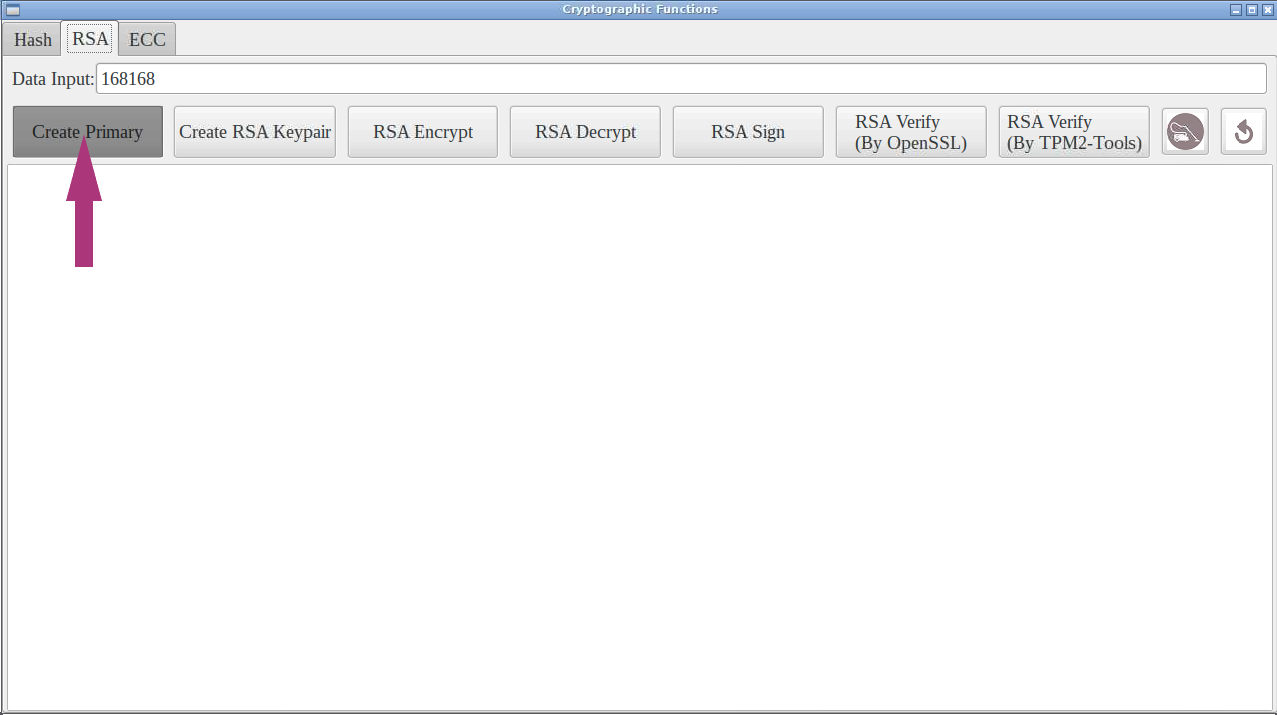 Cryptographic Functions
Hash RSA ECC
Data Input: 168168
Create Primary Create RSA Keypair RSA Encrypt RSA Decrypt RSA Sign
RSA Verify
(By OpenSSL)
RSA Verify
(By TPM2-Tools)